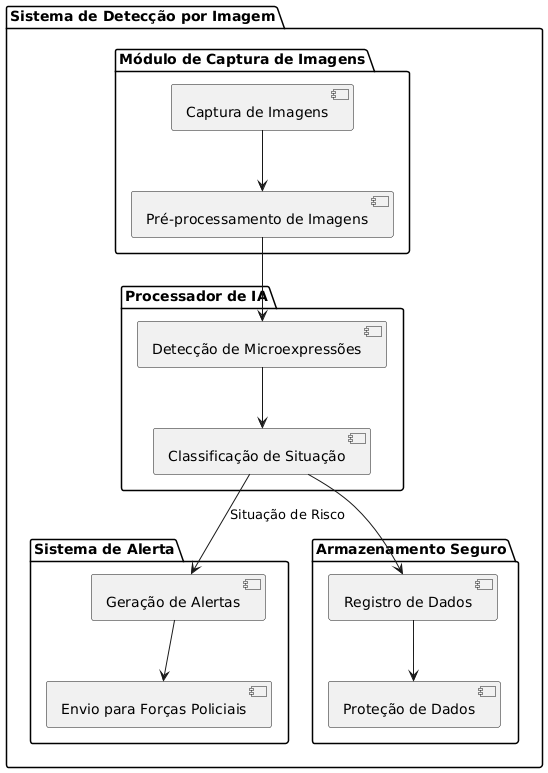 Sistema de Detecção por Imagem
Módulo de Captura de Imagens
Captura de Imagens
Pré-processamento de Imagens
Processador de IA
Detecção de Microexpressões
Classificação de Situação
Situação de Risco
Sistema de Alerta
Armazenamento Seguro
Geração de Alertas
Registro de Dados
Envio para Forças Policiais
Proteção de Dados